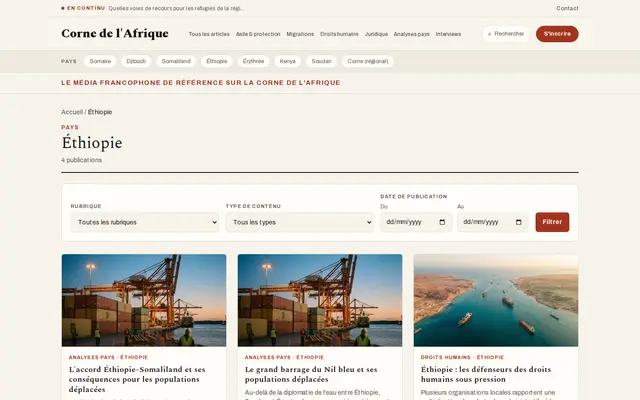 EN CONTINU Quelles voies de recours pour les réfugiés de la régi... Contact
Corne de l'Afrique Tous les articles Aide & protection Migrations Droits humains Juridique Analyses pays Interviews Rechercher S'inscrire
PAYS Somalie Djibouti Somaliland Éthiopie Érythrée Kenya Soudan Corne (régional)
LE MÉDIA FRANCOPHONE DE RÉFÉRENCE SUR LA CORNE DE L'AFRIQUE
Accueil / Éthiopie
PAYS
Éthiopie
4 publications
DATE DE PUBLICATION
RUBRIQUE TYPE DE CONTENU Du Au
Toutes les rubriques Tous les types dd/mm/yyyy dd/mm/yyyy Filtrer
ANALYSES PAYS · ÉTHIOPIE
L'accord Éthiopie-Somaliland et ses
conséquences pour les populations
déplacées
ANALYSES PAYS · ÉTHIOPIE
Le grand barrage du Nil bleu et ses
populations déplacées
Au-delà de la diplomatie de l'eau entre Éthiopie,
DROITS HUMAINS · ÉTHIOPIE
Éthiopie : les défenseurs des droits
humains sous pression
Plusieurs organisations locales rapportent une